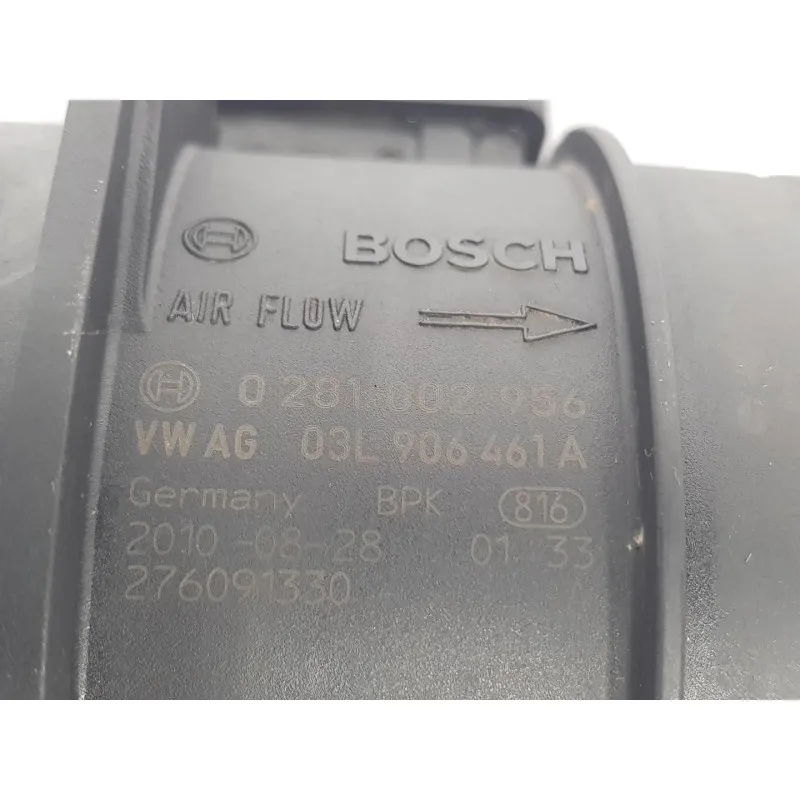 BOSCH
AIR FLOW
0 281 002 956
VW AG 03L 906 461 A
Germany BPK 816
2010-08-28 01 33
276091330